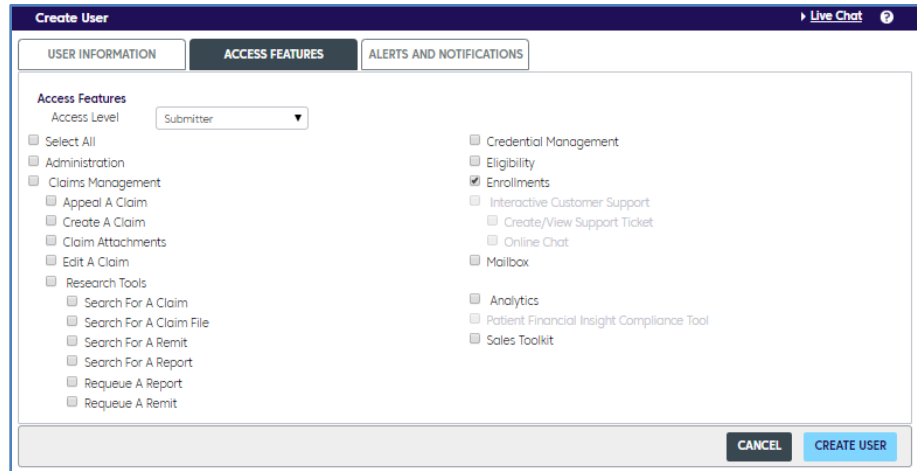 Create User
Live Chat
?
USER INFORMATION
ACCESS FEATURES
ALERTS AND NOTIFICATIONS
Access Features
Access Level
Submitter
Select All
Administration
Claims Management
Appeal A Claim
Create A Claim
Claim Attachments
Edit A Claim
Research Tools
Search For A Claim
Search For A Claim File
Search For A Remit
Search For A Report
Requeue A Report
Requeue A Remit
Credential Management
Eligibility
Enrollments
Interactive Customer Support
Create/View Support Ticket
Online Chat
Mailbox
Analytics
Patient Financial Insight Compliance Tool
Sales Toolkit
CANCEL
CREATE USER